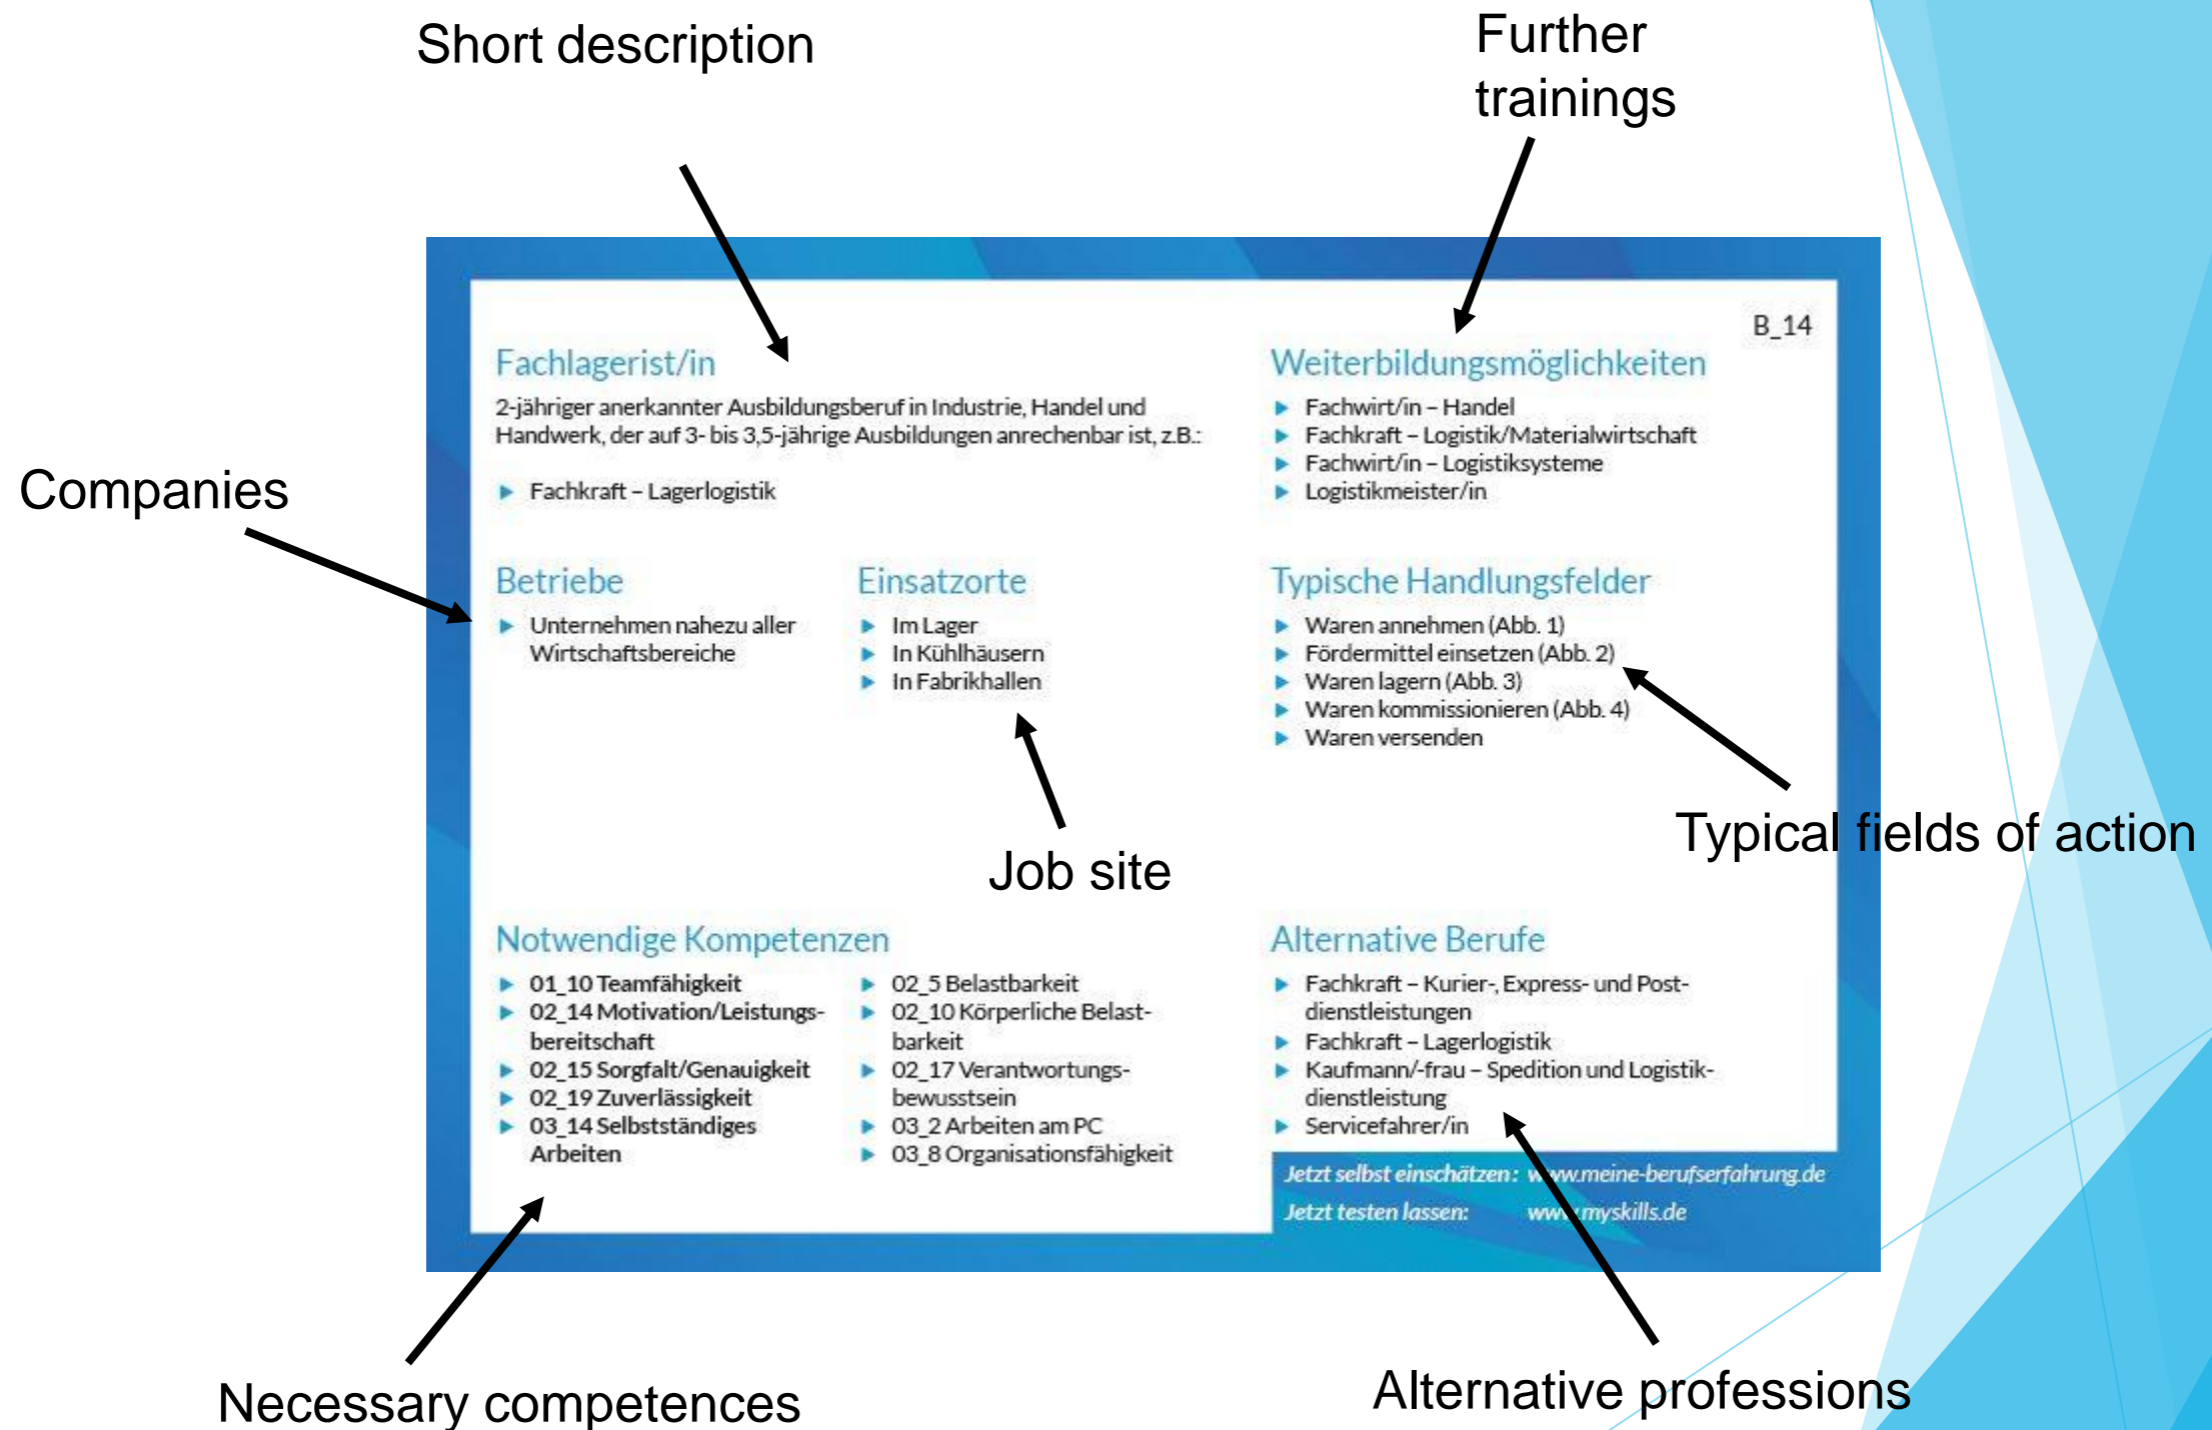 Short description
Further
trainings
Companies
B_14
Fachlagerist/in
2-jähriger anerkannter Ausbildungsberuf in Industrie, Handel und
Handwerk, der auf 3- bis 3,5-jährige Ausbildungen anrechenbar ist, z.B.:
Fachkraft – Lagerlogistik
Weiterbildungsmöglichkeiten
Fachwirt/in – Handel
Fachkraft – Logistik/Materialwirtschaft
Fachwirt/in – Logistiksysteme
Logistikmeister/in
Betriebe
Unternehmen nahezu aller
Wirtschaftsbereiche
Einsatzorte
Im Lager
In Kühlhäusern
In Fabrikhallen
Job site
Typische Handlungsfelder
Waren annehmen (Abb. 1)
Fördermittel einsetzen (Abb. 2)
Waren lagern (Abb. 3)
Waren kommissionieren (Abb. 4)
Waren versenden
Typical fields of action
Notwendige Kompetenzen
01_10 Teamfähigkeit
02_14 Motivation/Leistungs-
bereitschaft
02_15 Sorgfalt/Genauigkeit
02_19 Zuverlässigkeit
03_14 Selbstständiges
Arbeiten
02_5 Belastbarkeit
02_10 Körperliche Belast-
barkeit
02_17 Verantwortungs-
bewusstsein
03_2 Arbeiten am PC
03_8 Organisationsfähigkeit
Alternative Berufe
Fachkraft – Kurier-, Express- und Post-
dienstleistungen
Fachkraft – Lagerlogistik
Kaufmann/-frau – Spedition und Logistik-
dienstleistung
Servicefahrer/in
Jetzt selbst einschätzen: www.meine-berufserfahrung.de
Jetzt testen lassen: www.myskills.de
Necessary competences
Alternative professions